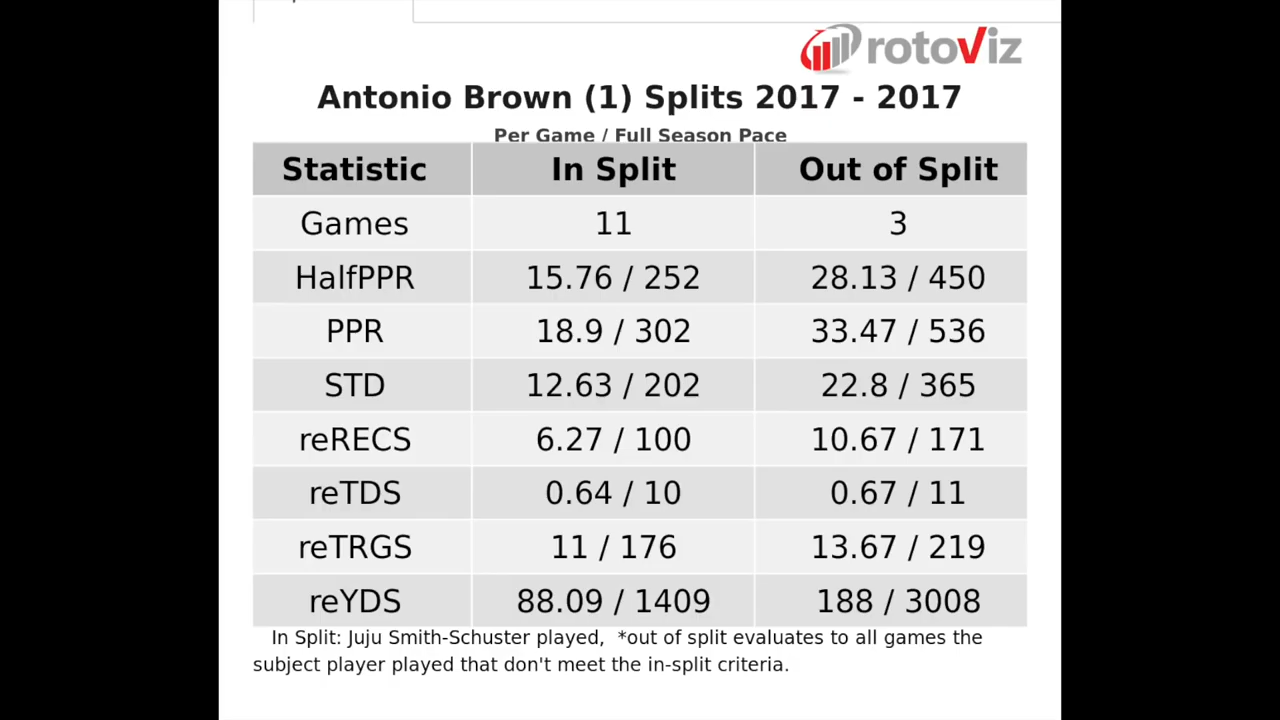 rotoViz
Antonio Brown (1) Splits 2017 - 2017
Per Game / Full Season Pace
Statistic In Split Out of Split
Games 11 3
HalfPPR 15.76 / 252 28.13 / 450
PPR 18.9 / 302 33.47 / 536
STD 12.63 / 202 22.8 / 365
reRECS 6.27 / 100 10.67 / 171
reTDS 0.64 / 10 0.67 / 11
reTRGS 11 / 176 13.67 / 219
reYDS 88.09 / 1409 188 / 3008
In Split: Juju Smith-Schuster played, *out of split evaluates to all games the
subject player played that don't meet the in-split criteria.